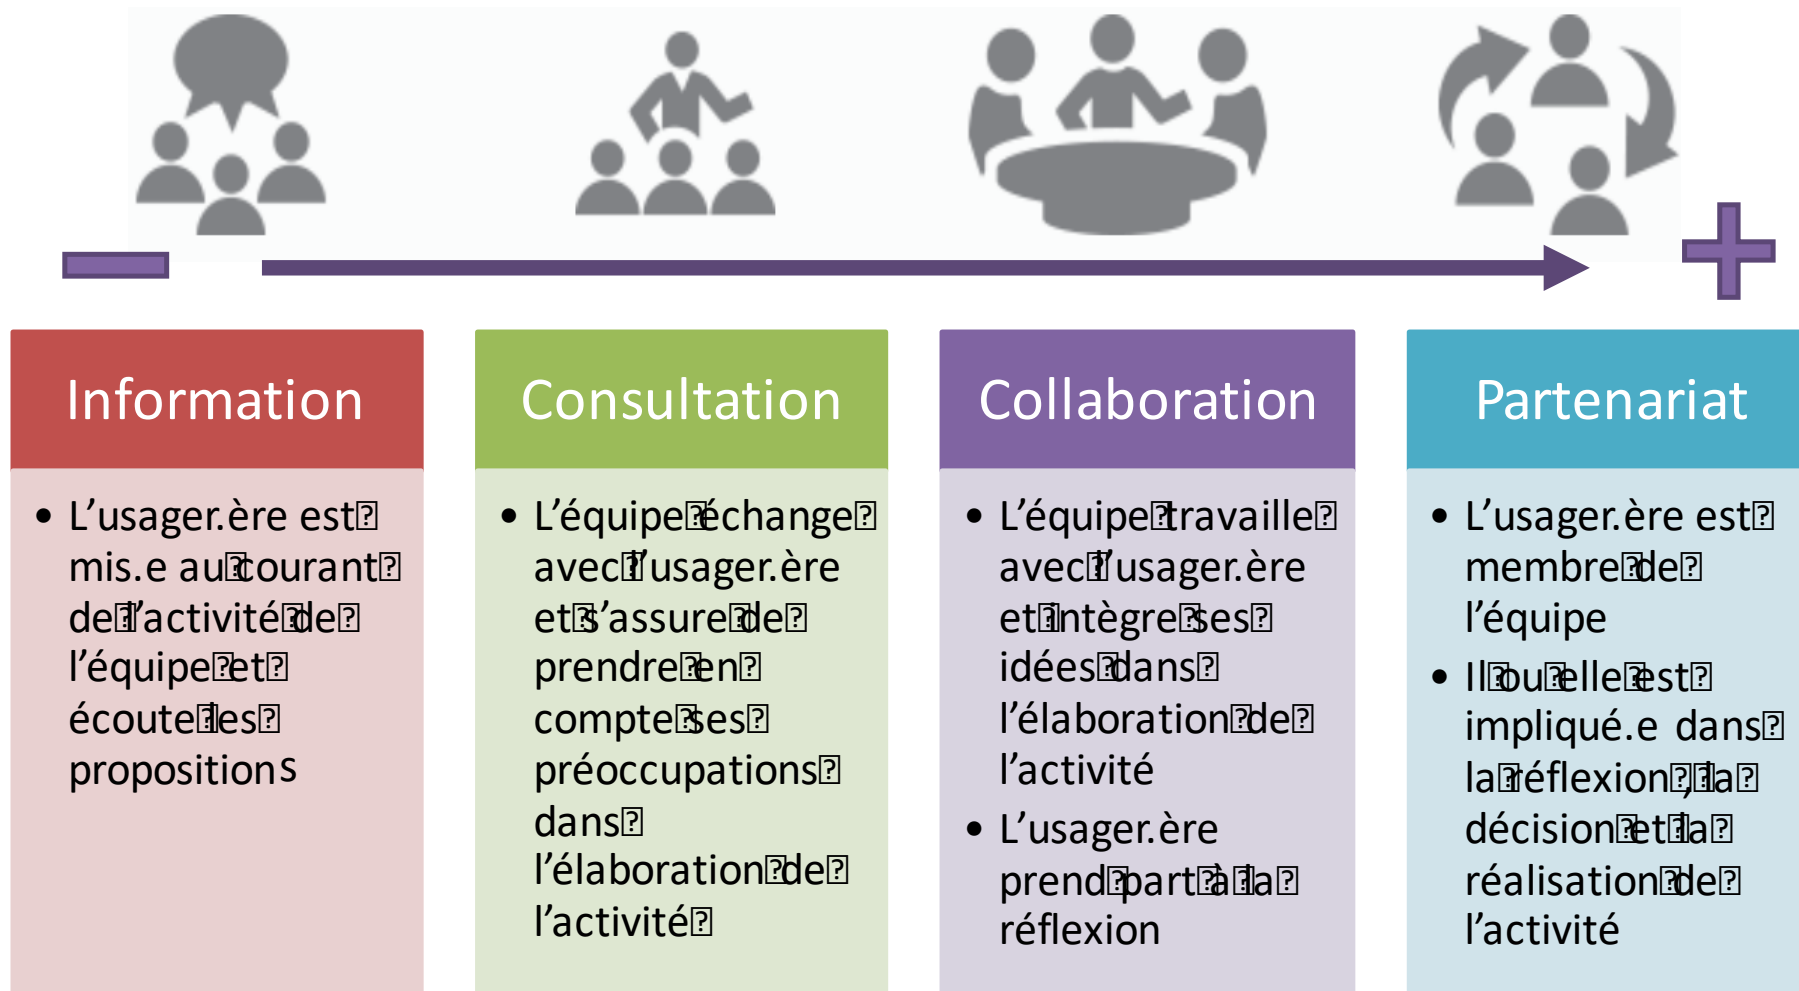 Information
L’usager.ère est
mis.e au courant
de l’activité de
l’équipe et
écoute les
propositions
Consultation
L’équipe échange
avec l’usager.ère
et s’assure de
prendre en
compte ses
préoccupations
dans
l’élaboration de
l’activité
Collaboration
L’équipe travaille
avec l’usager.ère
et intègre ses
idées dans
l’élaboration de
l’activité
L’usager.ère
prend part à la
réflexion
Partenariat
L’usager.ère est
membre de
l’équipe
Il ou elle est
impliqué.e dans
la réflexion, la
décision et la
réalisation de
l’activité